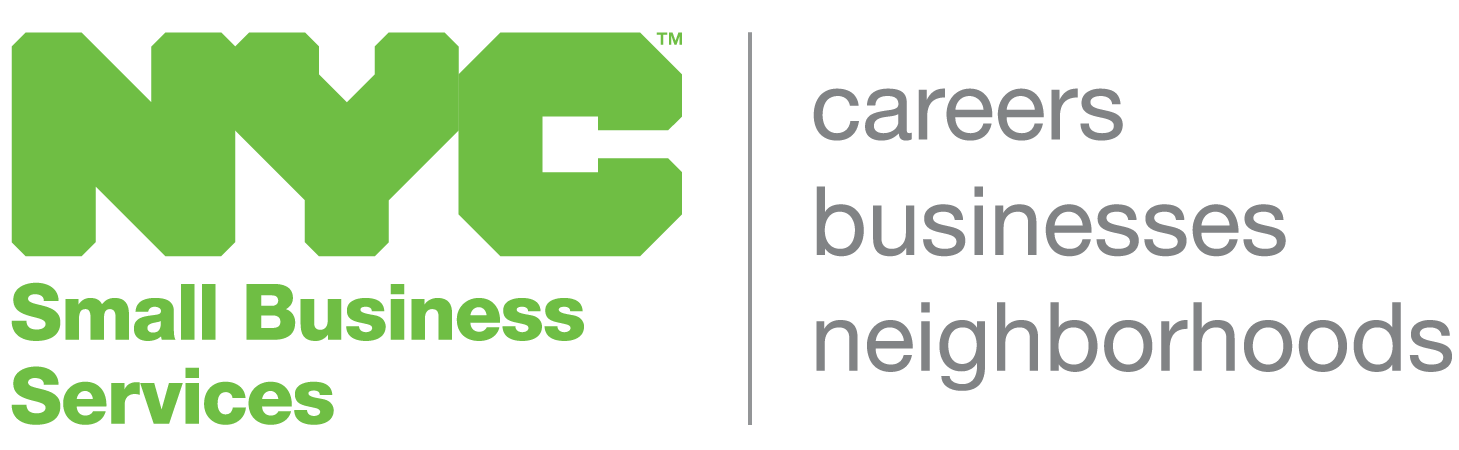 NYC™
Small Business
Services
careers
businesses
neighborhoods